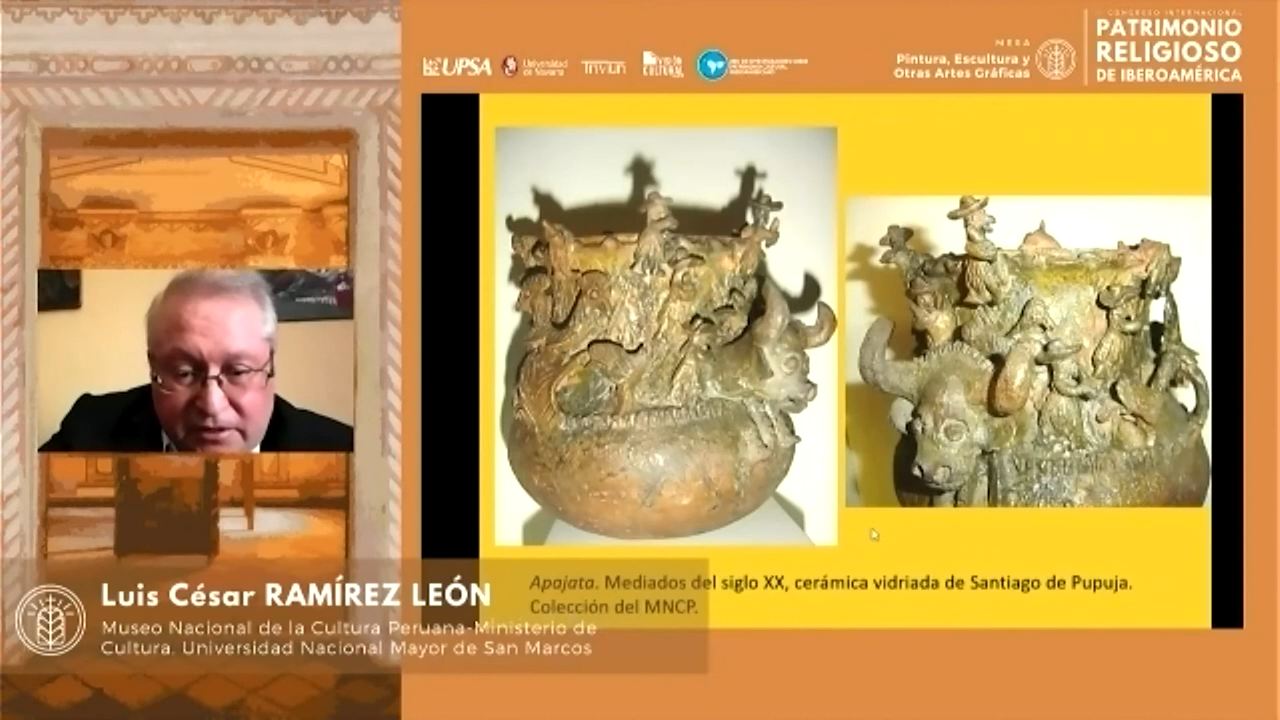 UPSA
Universidad
de Navarra
CULTURAL
MESA
Pintura, Escultura y
Otras Artes Gráficas
CONGRESO INTERNACIONAL
PATRIMONIO
RELIGIOSO
DE IBEROAMÉRICA
Apajata. Mediados del siglo XX, cerámica vidriada de Santiago de Pupuja.
Colección del MNCP.
Luis César RAMÍREZ LEÓN
Museo Nacional de la Cultura Peruana-Ministerio de
Cultura. Universidad Nacional Mayor de San Marcos